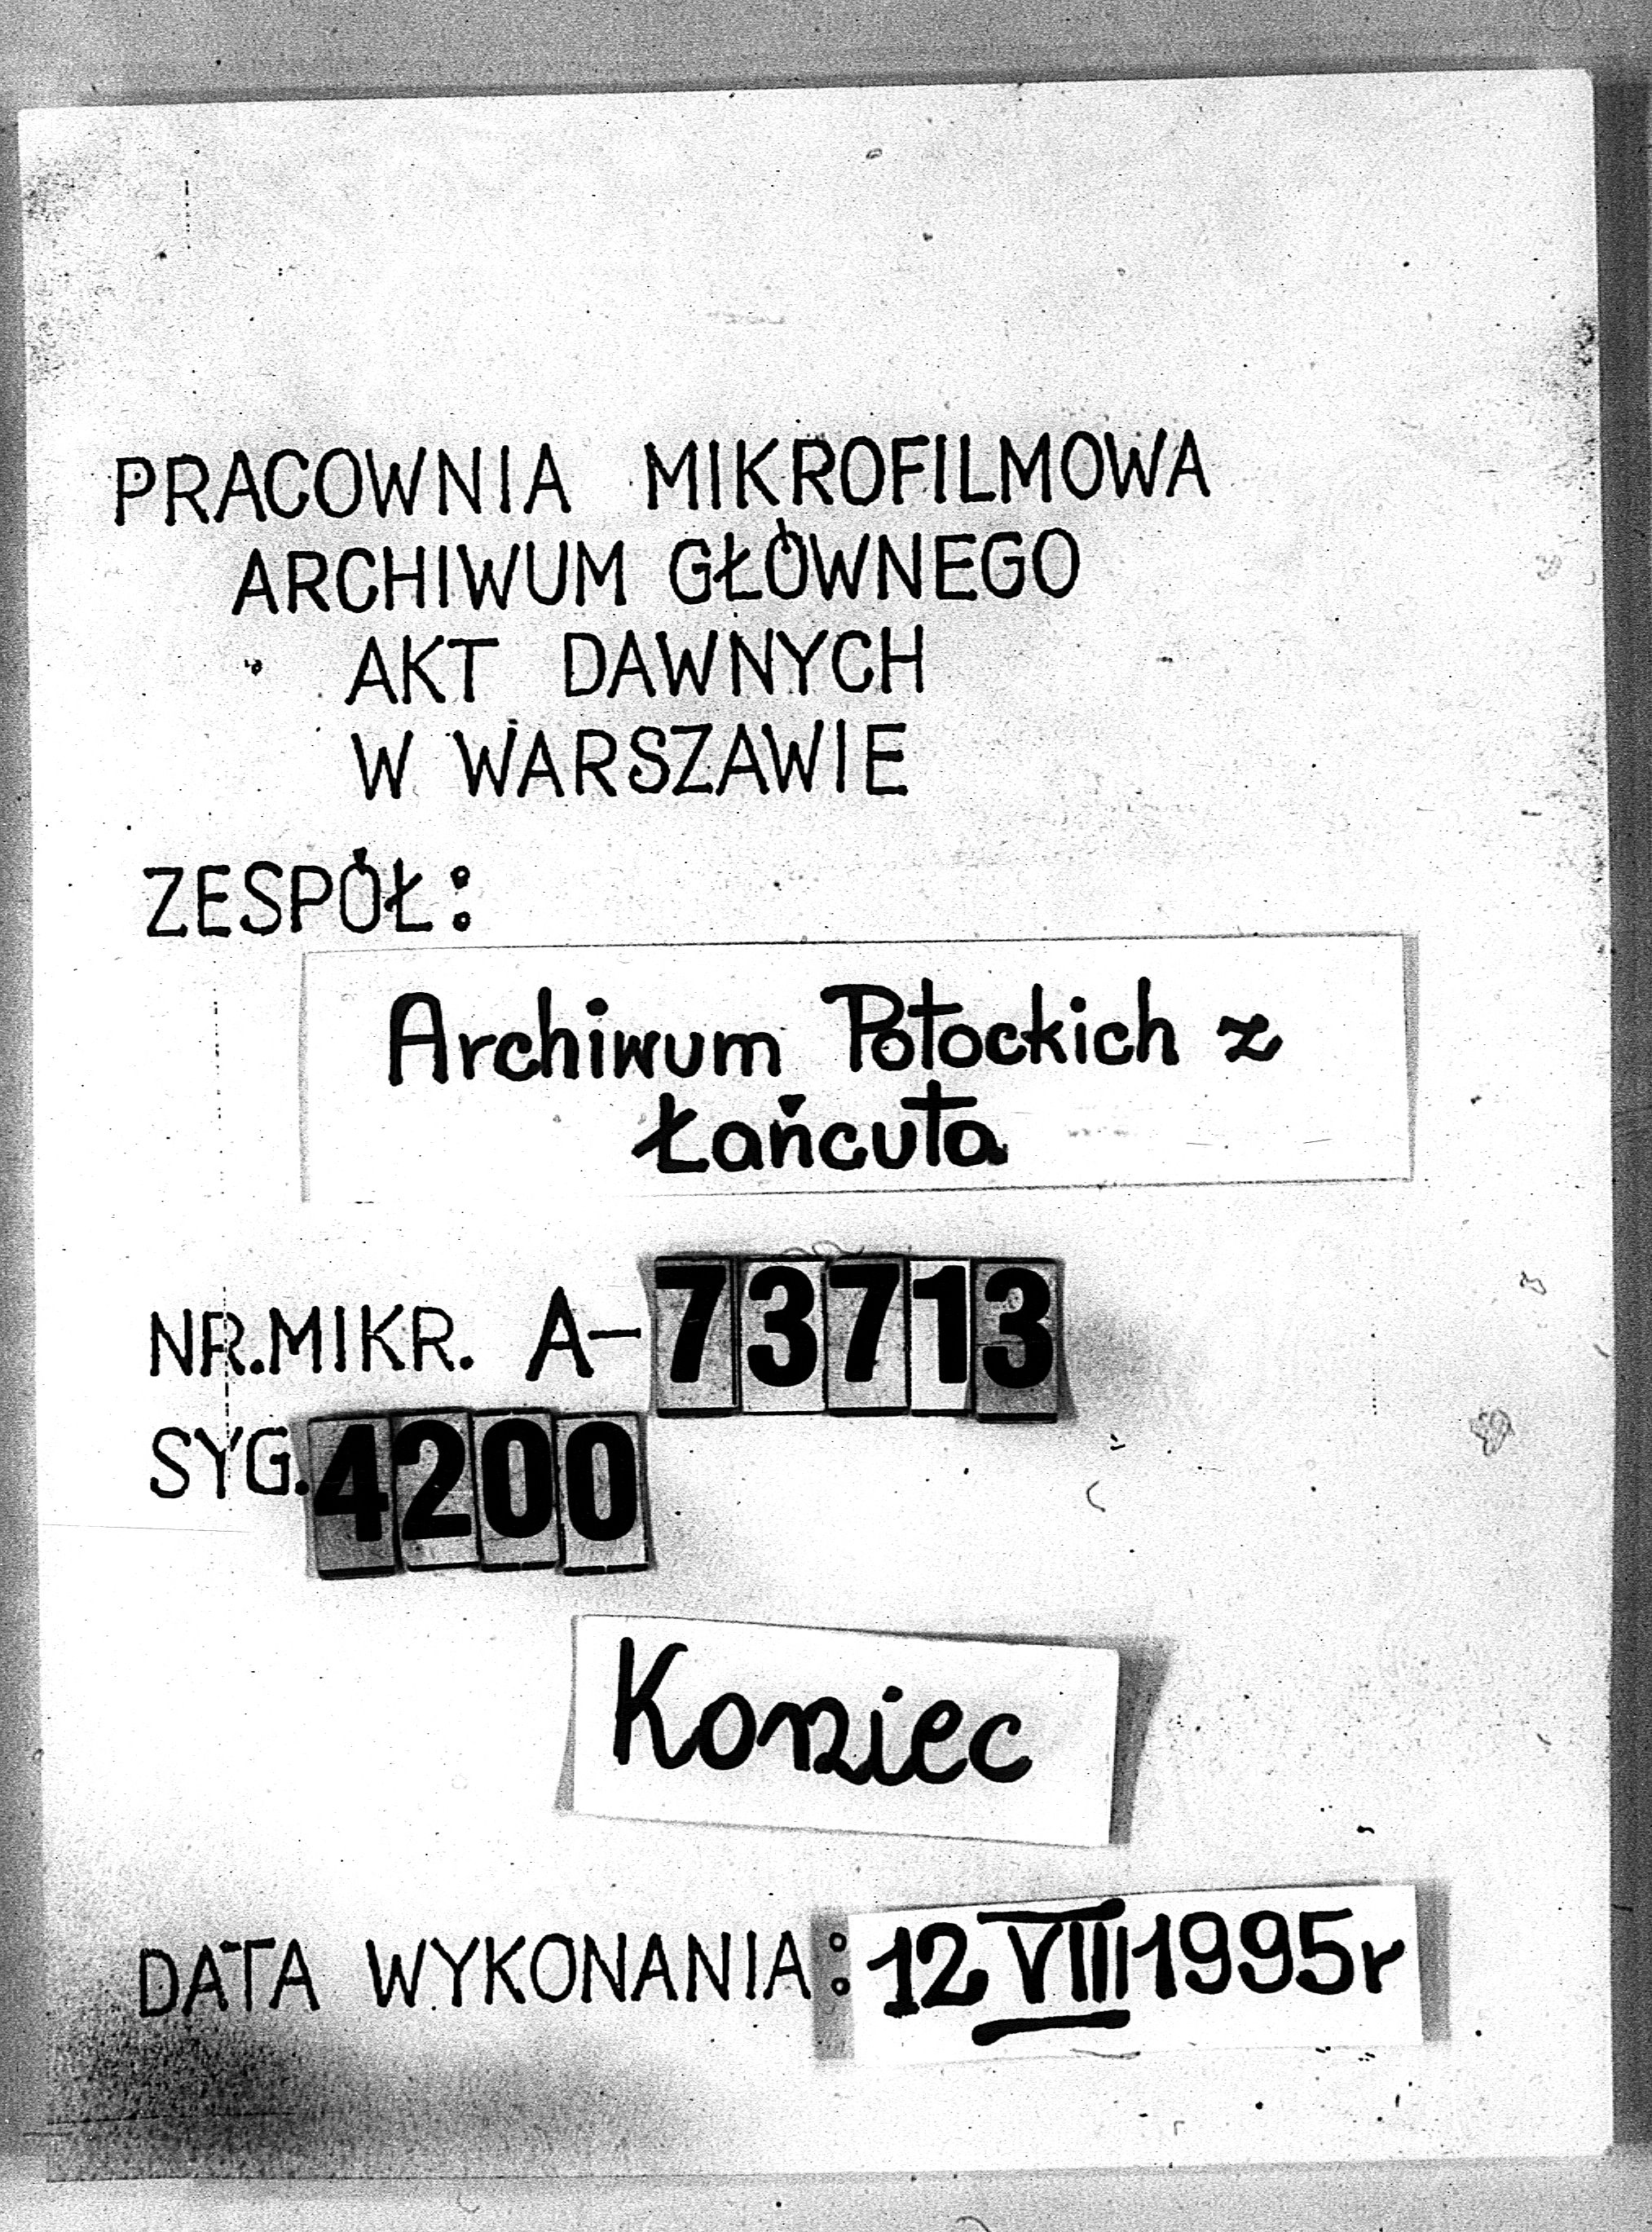 PRACOWNIA MIKROFILMOWA
ARCHIWUM GŁÓWNEGO
AKT DAWNYCH
W WARSZAWIE
ZESPÓŁ:
Archiwum Potockich z
Łańcuta
NR.MIKR. A-73713
SYG. 4200
Koniec
DATA WYKONANIA: 12 VIII 1995r